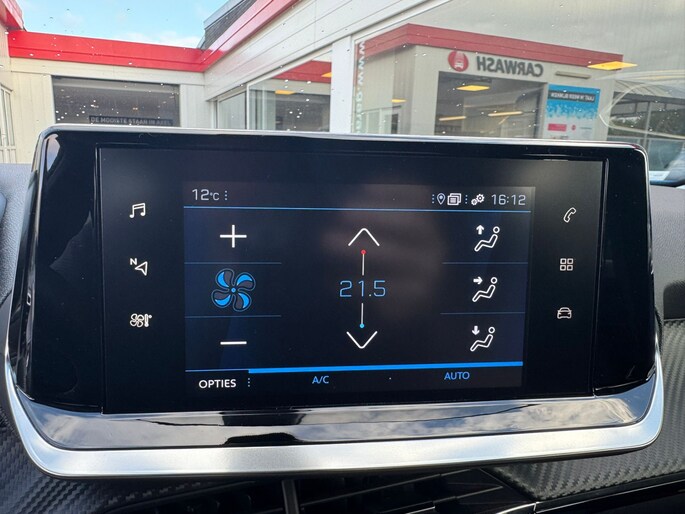 CARWASH
12°C
16:12
N
21.5
OPTIES
A/C
AUTO